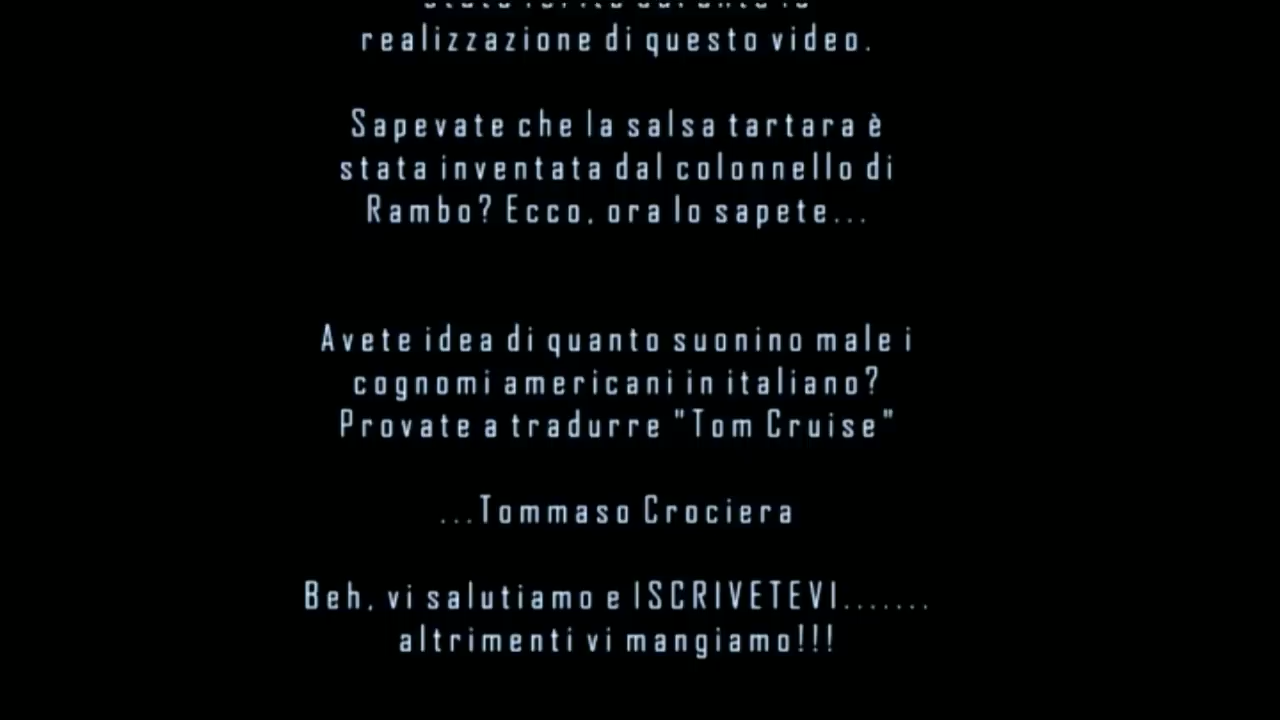 realizzazione di questo video.
Sapevate che la salsa tartara è
stata inventata dal colonnello di
Rambo? Ecco, ora lo sapete...
Avete idea di quanto suonino male i
cognomi americani in italiano?
Provate a tradurre "Tom Cruise"
...Tommaso Crociera
Beh, vi salutiamo e ISCRIVETEVI.......
altrimenti vi mangiamo!!!